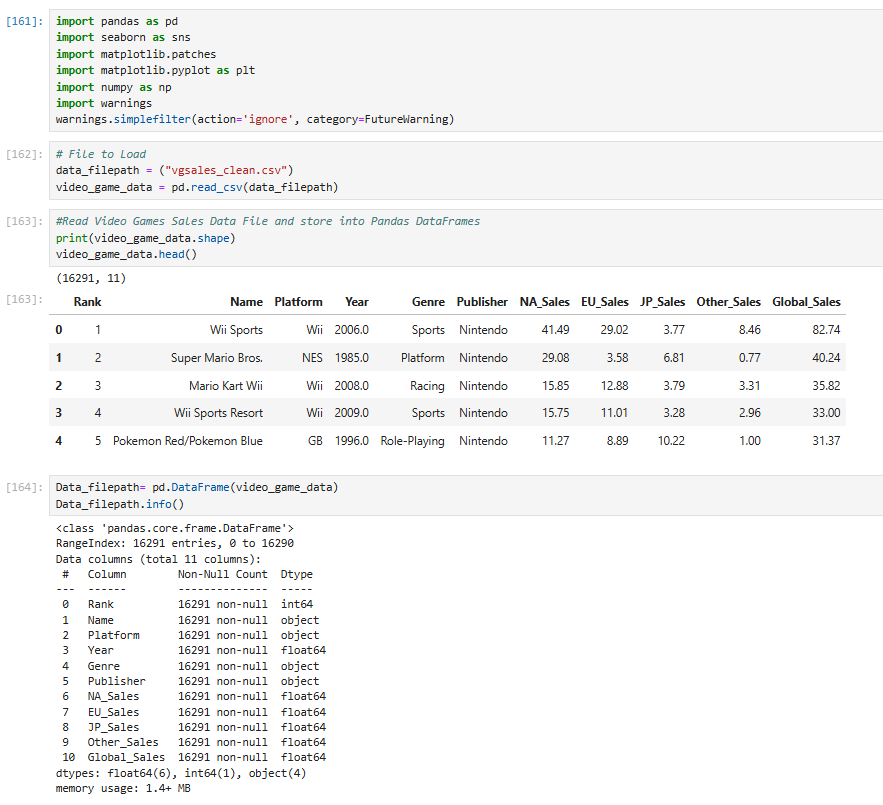 [161]: import pandas as pd
import seaborn as sns
import matplotlib.patches
import matplotlib.pyplot as plt
import numpy as np
import warnings
warnings.simplefilter(action='ignore', category=FutureWarning)
[162]: # File to Load
data_filepath = ("vgsales_clean.csv")
video_game_data = pd.read_csv(data_filepath)
[163]: #Read Video Games Sales Data File and store into Pandas DataFrames
print(video_game_data.shape)
video_game_data.head()
(16291, 11)
[163]: Rank Name Platform Year Genre Publisher NA_Sales EU_Sales JP_Sales Other_Sales Global_Sales
0 1 Wii Sports Wii 2006.0 Sports Nintendo 41.49 29.02 3.77 8.46 82.74
1 2 Super Mario Bros. NES 1985.0 Platform Nintendo 29.08 3.58 6.81 0.77 40.24
2 3 Mario Kart Wii Wii 2008.0 Racing Nintendo 15.85 12.88 3.79 3.31 35.82
3 4 Wii Sports Resort Wii 2009.0 Sports Nintendo 15.75 11.01 3.28 2.96 33.00
4 5 Pokemon Red/Pokemon Blue GB 1996.0 Role-Playing Nintendo 11.27 8.89 10.22 1.00 31.37
[164]: Data_filepath= pd.DataFrame(video_game_data)
Data_filepath.info()
<class 'pandas.core.frame.DataFrame'>
RangeIndex: 16291 entries, 0 to 16290
Data columns (total 11 columns):
# Column Non-Null Count Dtype
--- ------ -------------- -----
0 Rank 16291 non-null int64
1 Name 16291 non-null object
2 Platform 16291 non-null object
3 Year 16291 non-null float64
4 Genre 16291 non-null object
5 Publisher 16291 non-null object
6 NA_Sales 16291 non-null float64
7 EU_Sales 16291 non-null float64
8 JP_Sales 16291 non-null float64
9 Other_Sales 16291 non-null float64
10 Global_Sales 16291 non-null float64
dtypes: float64(6), int64(1), object(4)
memory usage: 1.4+ MB